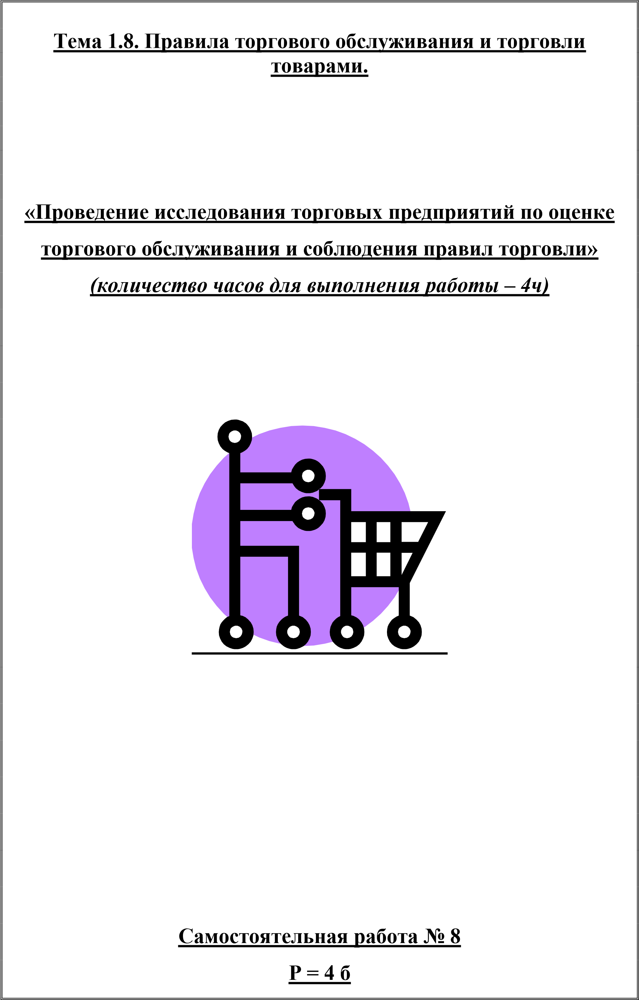 Тема 1.8. Правила торгового обслуживания и торговли
товарами.
«Проведение исследования торговых предприятий по оценке
торгового обслуживания и соблюдения правил торговли»
(количество часов для выполнения работы – 4ч)
Самостоятельная работа № 8
Р = 4 б